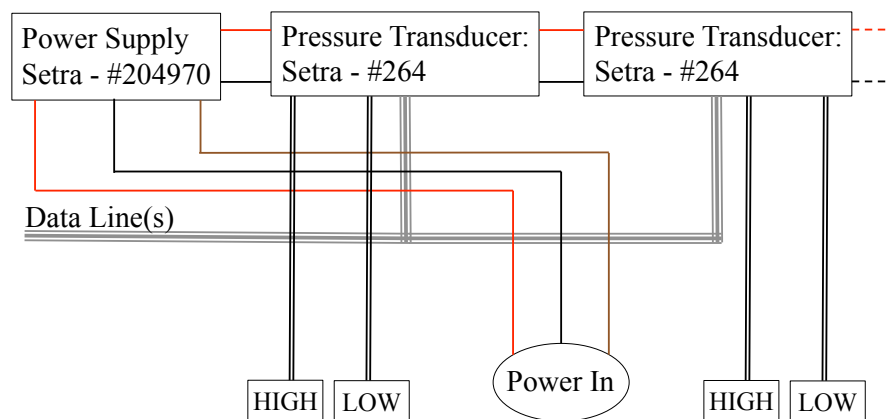 Power Supply
Setra - #204970
Pressure Transducer:
Setra - #264
Pressure Transducer:
Setra - #264
Data Line(s)
HIGH
LOW
Power In
HIGH
LOW